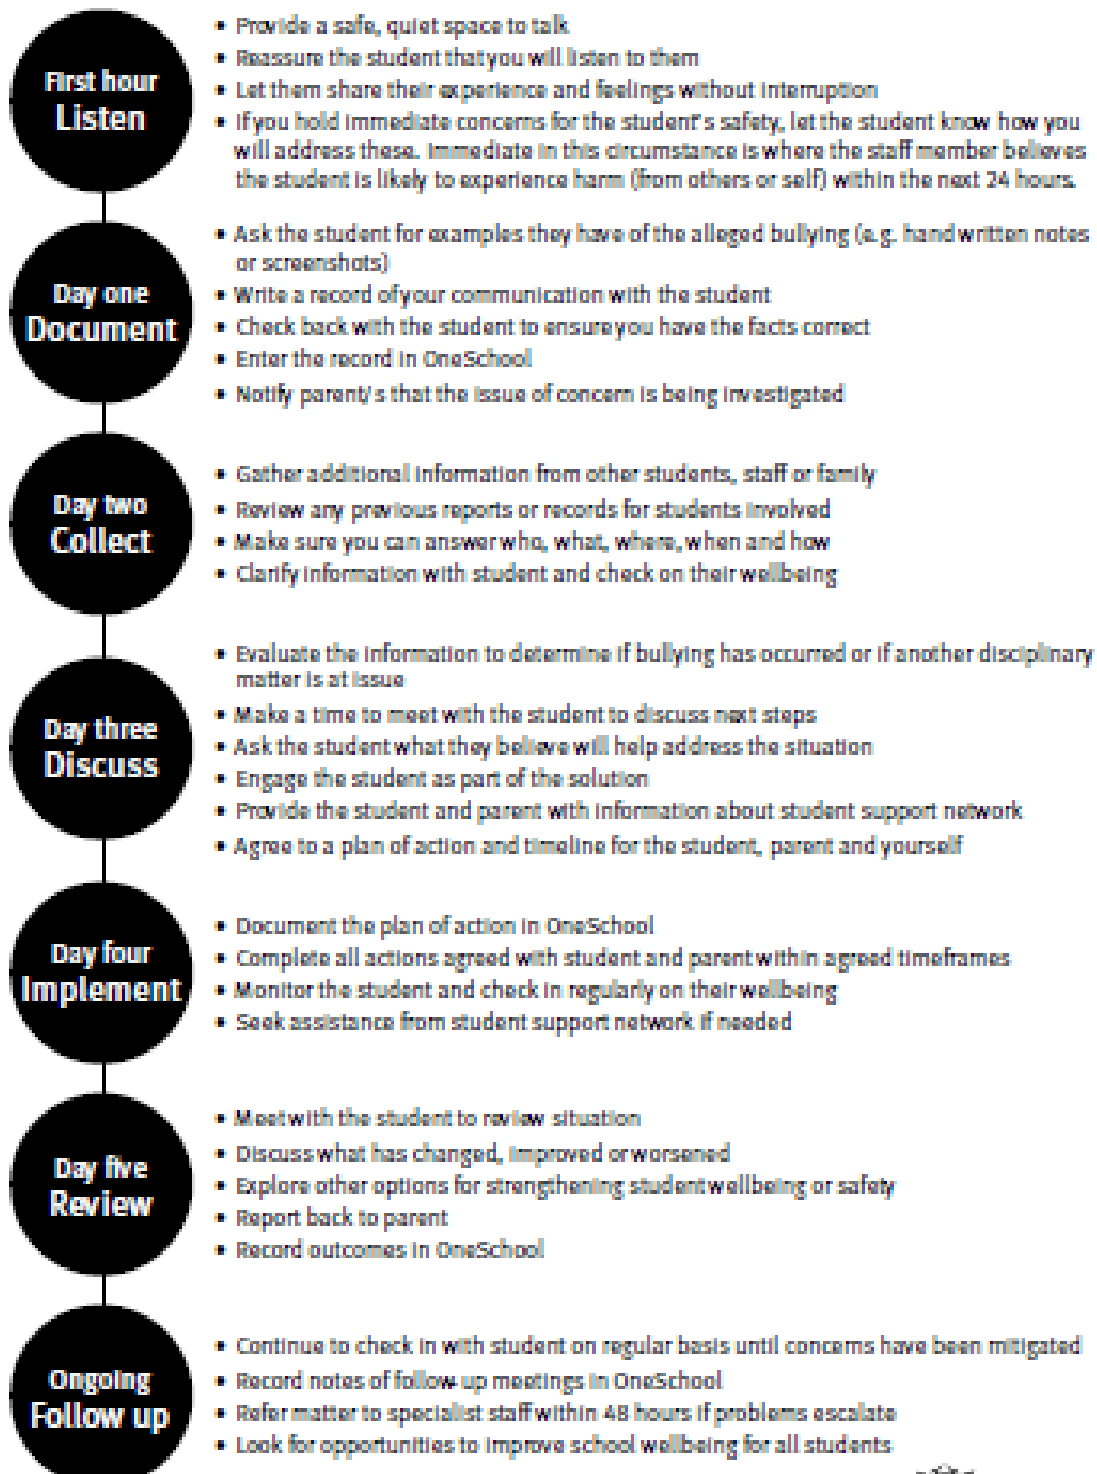 First hour
Listen
• Provide a safe, quiet space to talk
• Reassure the student that you will listen to them
• Let them share their experience and feelings without interruption
• If you hold immediate concerns for the student's safety, let the student know how you
will address these. Immediate in this circumstance is where the staff member believes
the student is likely to experience harm (from others or self) within the next 24 hours.
Day one
Document
• Ask the student for examples they have of the alleged bullying (e.g. hand written notes
or screenshots)
• Write a record of your communication with the student
• Check back with the student to ensure you have the facts correct
• Enter the record in OneSchool
• Notify parent/s that the issue of concern is being investigated
Day two
Collect
• Gather additional information from other students, staff or family
• Review any previous reports or records for students involved
• Make sure you can answer who, what, where, when and how
• Clarify information with student and check on their wellbeing
Day three
Discuss
• Evaluate the information to determine if bullying has occurred or if another disciplinary
matter is at issue
• Make a time to meet with the student to discuss next steps
• Ask the student what they believe will help address the situation
• Engage the student as part of the solution
• Provide the student and parent with information about student support network
• Agree to a plan of action and timeline for the student, parent and yourself
Day four
Implement
• Document the plan of action in OneSchool
• Complete all actions agreed with student and parent within agreed timeframes
• Monitor the student and check in regularly on their wellbeing
• Seek assistance from student support network if needed
Day five
Review
• Meet with the student to review situation
• Discuss what has changed, improved or worsened
• Explore other options for strengthening student wellbeing or safety
• Report back to parent
• Record outcomes in OneSchool
Ongoing
Follow up
• Continue to check in with student on regular basis until concerns have been mitigated
• Record notes of follow-up meetings in OneSchool
• Refer matter to specialist staff within 48 hours if problems escalate
• Look for opportunities to improve school wellbeing for all students